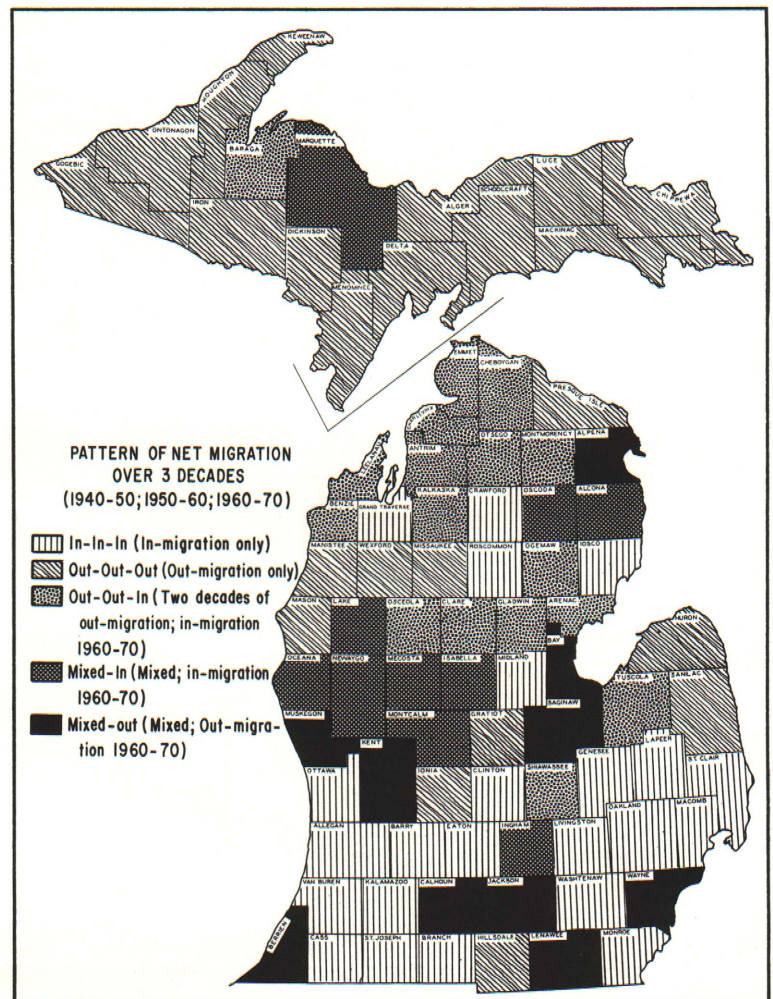 KEWEENAW
HOUGHTON
ONTONAGON
GOGEBIC
BARAGA
MARQUETTE
IRON
DICKINSON
MENOMINEE
DELTA
ALGER
SCHOOLCRAFT
LUCE
MACKINAC
CHIPPEWA
EMMET
CHEBOYGAN
PRESQUE ISLE
ANTRIM
OTSEGO
MONTMORENCY
ALPENA
BENZIE
GRAND TRAVERSE
KALKASKA
CRAWFORD
OSCODA
ALCONA
MANISTEE
WEXFORD
MISSAUKEE
ROSCOMMON
OGEMAW
IOSCO
MASON
LAKE
OSCEOLA
CLARE
GLADWIN
ARENAC
HURON
OCEANA
NEWAYGO
MECOSTA
ISABELLA
MIDLAND
BAY
TUSCOLA
SANILAC
MUSKEGON
MONTCALM
GRATIOT
SAGINAW
KENT
GENESEE
LAPEER
ST. CLAIR
OTTAWA
IONIA
CLINTON
SHIAWASSEE
OAKLAND
MACOMB
ALLEGAN
BARRY
EATON
INGHAM
LIVINGSTON
VAN BUREN
KALAMAZOO
CALHOUN
JACKSON
WASHTENAW
WAYNE
BERRIEN
CASS
ST. JOSEPH
BRANCH
HILLSDALE
LENAWEE
MONROE
PATTERN OF NET MIGRATION
OVER 3 DECADES
(1940-50; 1950-60; 1960-70)
In-In-In (In-migration only)
Out-Out-Out (Out-migration only)
Out-Out-In (Two decades of
out-migration; in-migration
1960-70)
Mixed-In (Mixed; in-migration
1960-70)
Mixed-out (Mixed; Out-migra-
tion 1960-70)